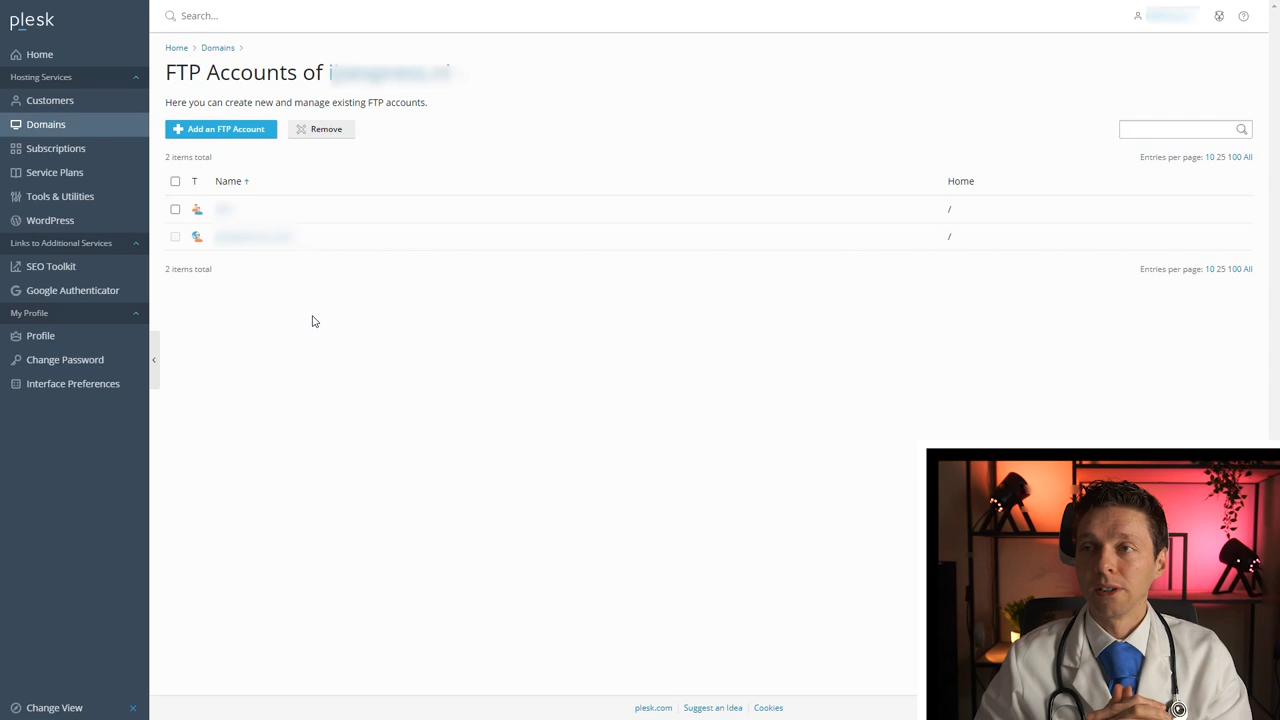 plesk
Search...
Home
Hosting Services
Customers
Domains
Subscriptions
Service Plans
Tools & Utilities
WordPress
Links to Additional Services
SEO Toolkit
Google Authenticator
My Profile
Profile
Change Password
Interface Preferences
Change View
Home > Domains >
FTP Accounts of
Here you can create new and manage existing FTP accounts.
Add an FTP Account Remove
2 items total Entries per page: 10 25 100 All
T Name ↑ Home
/
/
2 items total Entries per page: 10 25 100 All
plesk.com Suggest an Idea Cookies